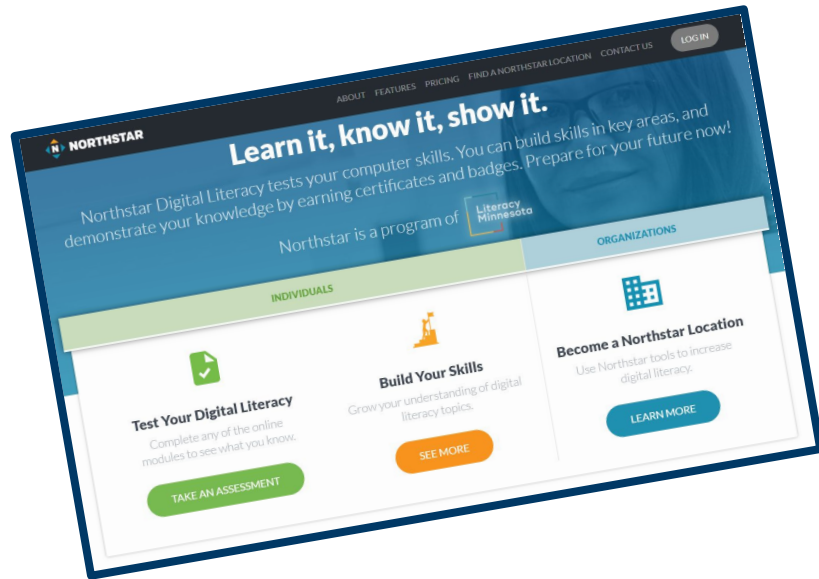 NORTHSTAR
ABOUT FEATURES PRICING FIND A NORTHSTAR LOCATION CONTACT US LOG IN
Learn it, know it, show it.
Northstar Digital Literacy tests your computer skills. You can build skills in key areas, and
demonstrate your knowledge by earning certificates and badges. Prepare for your future now!
Northstar is a program of
Literacy
Minnesota
INDIVIDUALS
ORGANIZATIONS
Test Your Digital Literacy
Complete any of the online
modules to see what you know.
TAKE AN ASSESSMENT
Build Your Skills
Grow your understanding of digital
literacy topics.
SEE MORE
Become a Northstar Location
Use Northstar tools to increase
digital literacy.
LEARN MORE